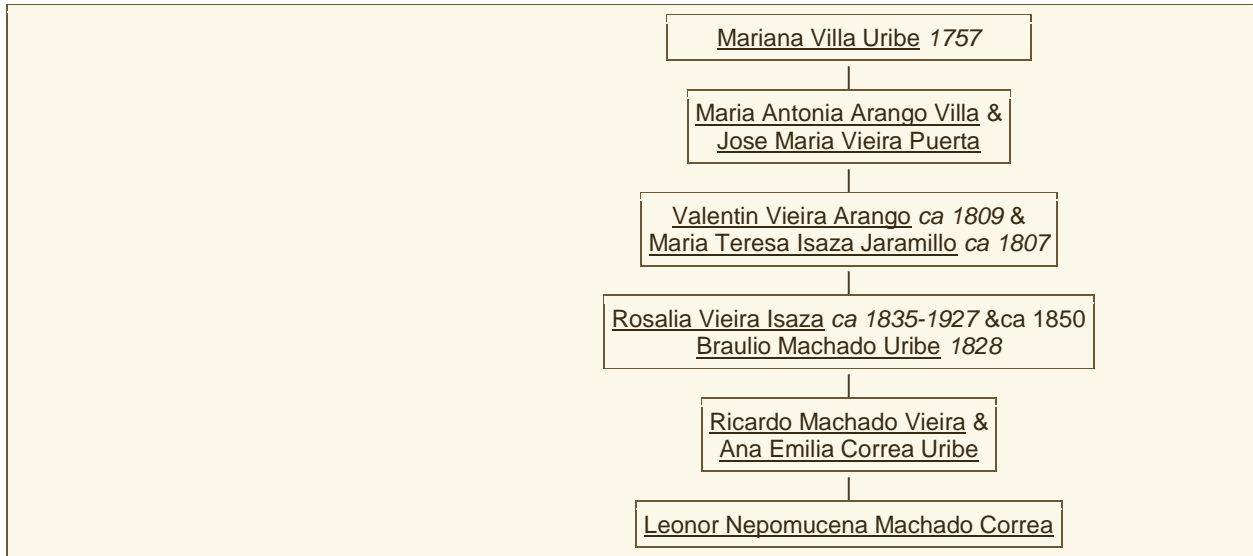 Mariana Villa Uribe 1757
Maria Antonia Arango Villa &
Jose Maria Vieira Puerta
Valentin Vieira Arango ca 1809 &
Maria Teresa Isaza Jaramillo ca 1807
Rosalia Vieira Isaza ca 1835-1927 &ca 1850
Braulio Machado Uribe 1828
Ricardo Machado Vieira &
Ana Emilia Correa Uribe
Leonor Nepomucena Machado Correa